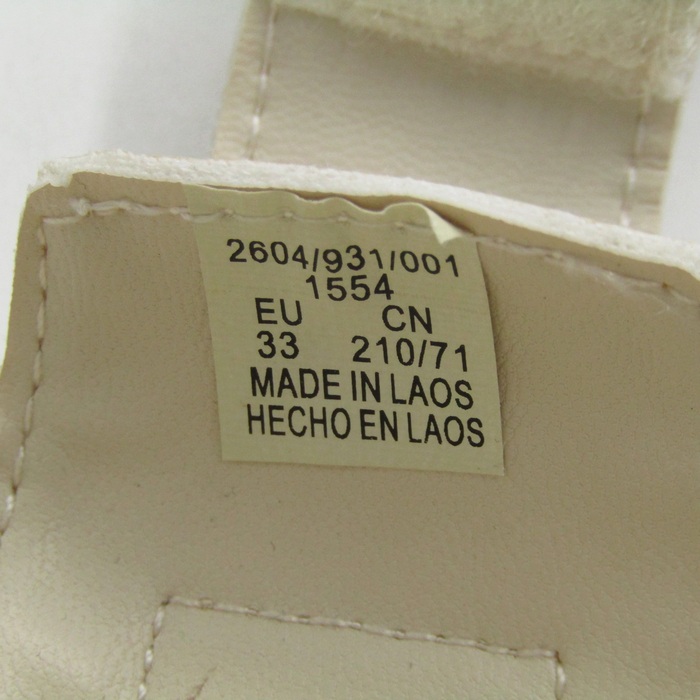 2604/931/001
1554
EU CN
33 210/71
MADE IN LAOS
HECHO EN LAOS